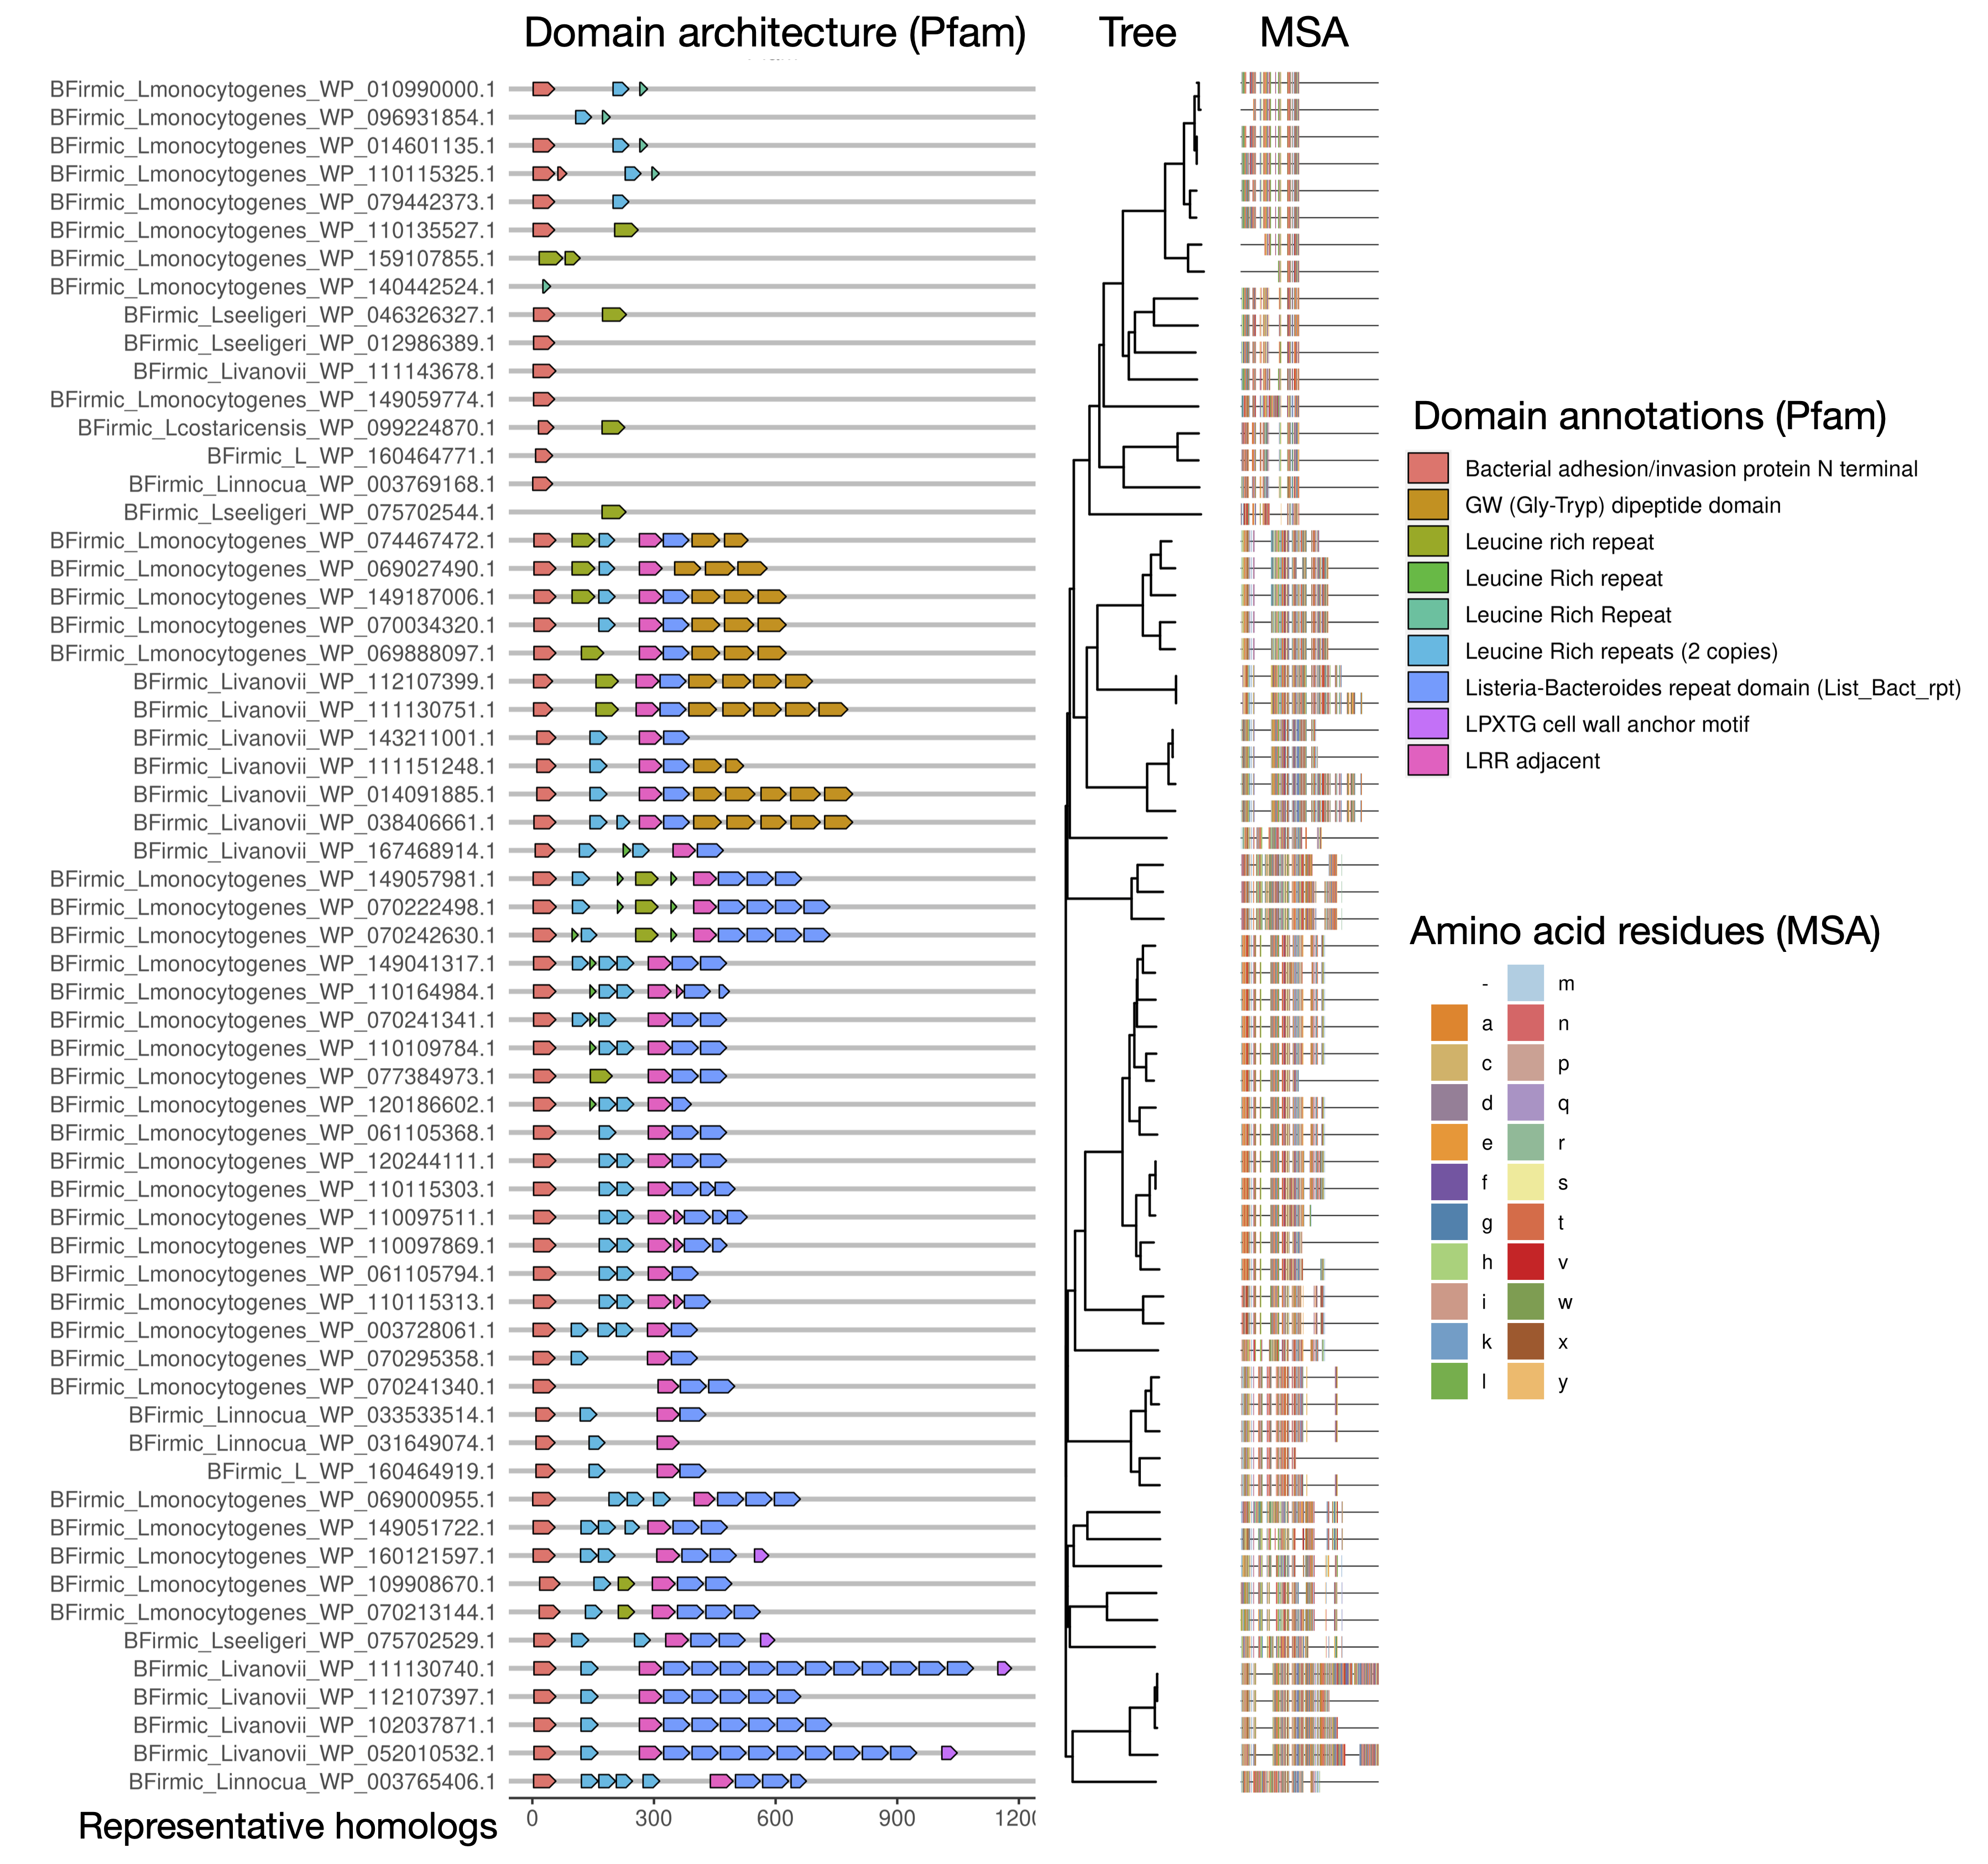 Domain architecture (Pfam)
Tree
MSA
BFirmic_Lmonocytogenes_WP_010990000.1
BFirmic_Lmonocytogenes_WP_096931854.1
BFirmic_Lmonocytogenes_WP_014601135.1
BFirmic_Lmonocytogenes_WP_110115325.1
BFirmic_Lmonocytogenes_WP_079442373.1
BFirmic_Lmonocytogenes_WP_110135527.1
BFirmic_Lmonocytogenes_WP_159107855.1
BFirmic_Lmonocytogenes_WP_140442524.1
BFirmic_Lseeligeri_WP_046326327.1
BFirmic_Lseeligeri_WP_012986389.1
BFirmic_Livanovii_WP_111143678.1
BFirmic_Lmonocytogenes_WP_149059774.1
BFirmic_Lcostaricensis_WP_099224870.1
BFirmic_L_WP_160464771.1
BFirmic_Linnocua_WP_003769168.1
BFirmic_Lseeligeri_WP_075702544.1
BFirmic_Lmonocytogenes_WP_074467472.1
BFirmic_Lmonocytogenes_WP_069027490.1
BFirmic_Lmonocytogenes_WP_149187006.1
BFirmic_Lmonocytogenes_WP_070034320.1
BFirmic_Lmonocytogenes_WP_069888097.1
BFirmic_Livanovii_WP_112107399.1
BFirmic_Livanovii_WP_111130751.1
BFirmic_Livanovii_WP_143211001.1
BFirmic_Livanovii_WP_111151248.1
BFirmic_Livanovii_WP_014091885.1
BFirmic_Livanovii_WP_038406661.1
BFirmic_Livanovii_WP_167468914.1
BFirmic_Lmonocytogenes_WP_149057981.1
BFirmic_Lmonocytogenes_WP_070222498.1
BFirmic_Lmonocytogenes_WP_070242630.1
BFirmic_Lmonocytogenes_WP_149041317.1
BFirmic_Lmonocytogenes_WP_110164984.1
BFirmic_Lmonocytogenes_WP_070241341.1
BFirmic_Lmonocytogenes_WP_110109784.1
BFirmic_Lmonocytogenes_WP_077384973.1
BFirmic_Lmonocytogenes_WP_120186602.1
BFirmic_Lmonocytogenes_WP_061105368.1
BFirmic_Lmonocytogenes_WP_120244111.1
BFirmic_Lmonocytogenes_WP_110115303.1
BFirmic_Lmonocytogenes_WP_110097511.1
BFirmic_Lmonocytogenes_WP_110097869.1
BFirmic_Lmonocytogenes_WP_061105794.1
BFirmic_Lmonocytogenes_WP_110115313.1
BFirmic_Lmonocytogenes_WP_003728061.1
BFirmic_Lmonocytogenes_WP_070295358.1
BFirmic_Lmonocytogenes_WP_070241340.1
BFirmic_Linnocua_WP_033533514.1
BFirmic_Linnocua_WP_031649074.1
BFirmic_L_WP_160464919.1
BFirmic_Lmonocytogenes_WP_069000955.1
BFirmic_Lmonocytogenes_WP_149051722.1
BFirmic_Lmonocytogenes_WP_160121597.1
BFirmic_Lmonocytogenes_WP_109908670.1
BFirmic_Lmonocytogenes_WP_070213144.1
BFirmic_Lseeligeri_WP_075702529.1
BFirmic_Livanovii_WP_111130740.1
BFirmic_Livanovii_WP_112107397.1
BFirmic_Livanovii_WP_102037871.1
BFirmic_Livanovii_WP_052010532.1
BFirmic_Linnocua_WP_003765406.1
0 300 600 900
Representative homologs
Domain annotations (Pfam)
Bacterial adhesion/invasion protein N terminal
GW (Gly-Tryp) dipeptide domain
Leucine rich repeat
Leucine Rich repeat
Leucine Rich Repeat
Leucine Rich repeats (2 copies)
Listeria-Bacteroides repeat domain (List_Bact_rpt)
LPXTG cell wall anchor motif
LRR adjacent
Amino acid residues (MSA)
- m
a n
c p
d q
e r
f s
g t
h v
i w
k x
l y